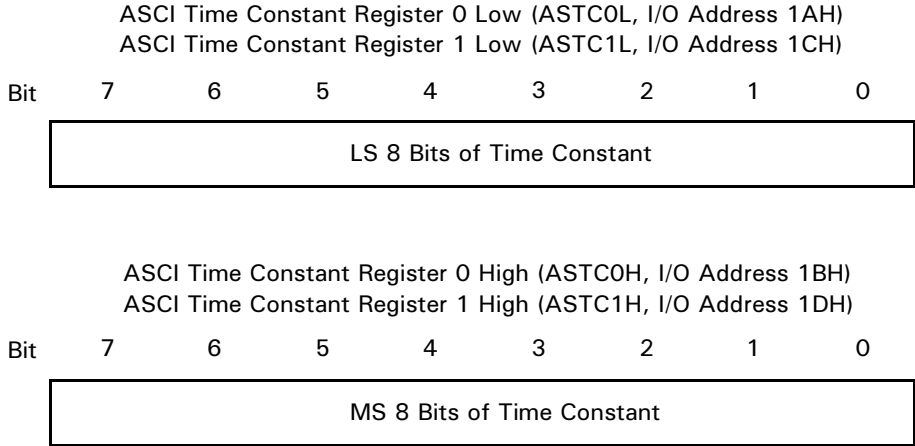 ASCI Time Constant Register 0 Low (ASTC0L, I/O Address 1AH)
ASCI Time Constant Register 1 Low (ASTC1L, I/O Address 1CH)
Bit 7 6 5 4 3 2 1 0
LS 8 Bits of Time Constant
ASCI Time Constant Register 0 High (ASTC0H, I/O Address 1BH)
ASCI Time Constant Register 1 High (ASTC1H, I/O Address 1DH)
Bit 7 6 5 4 3 2 1 0
MS 8 Bits of Time Constant